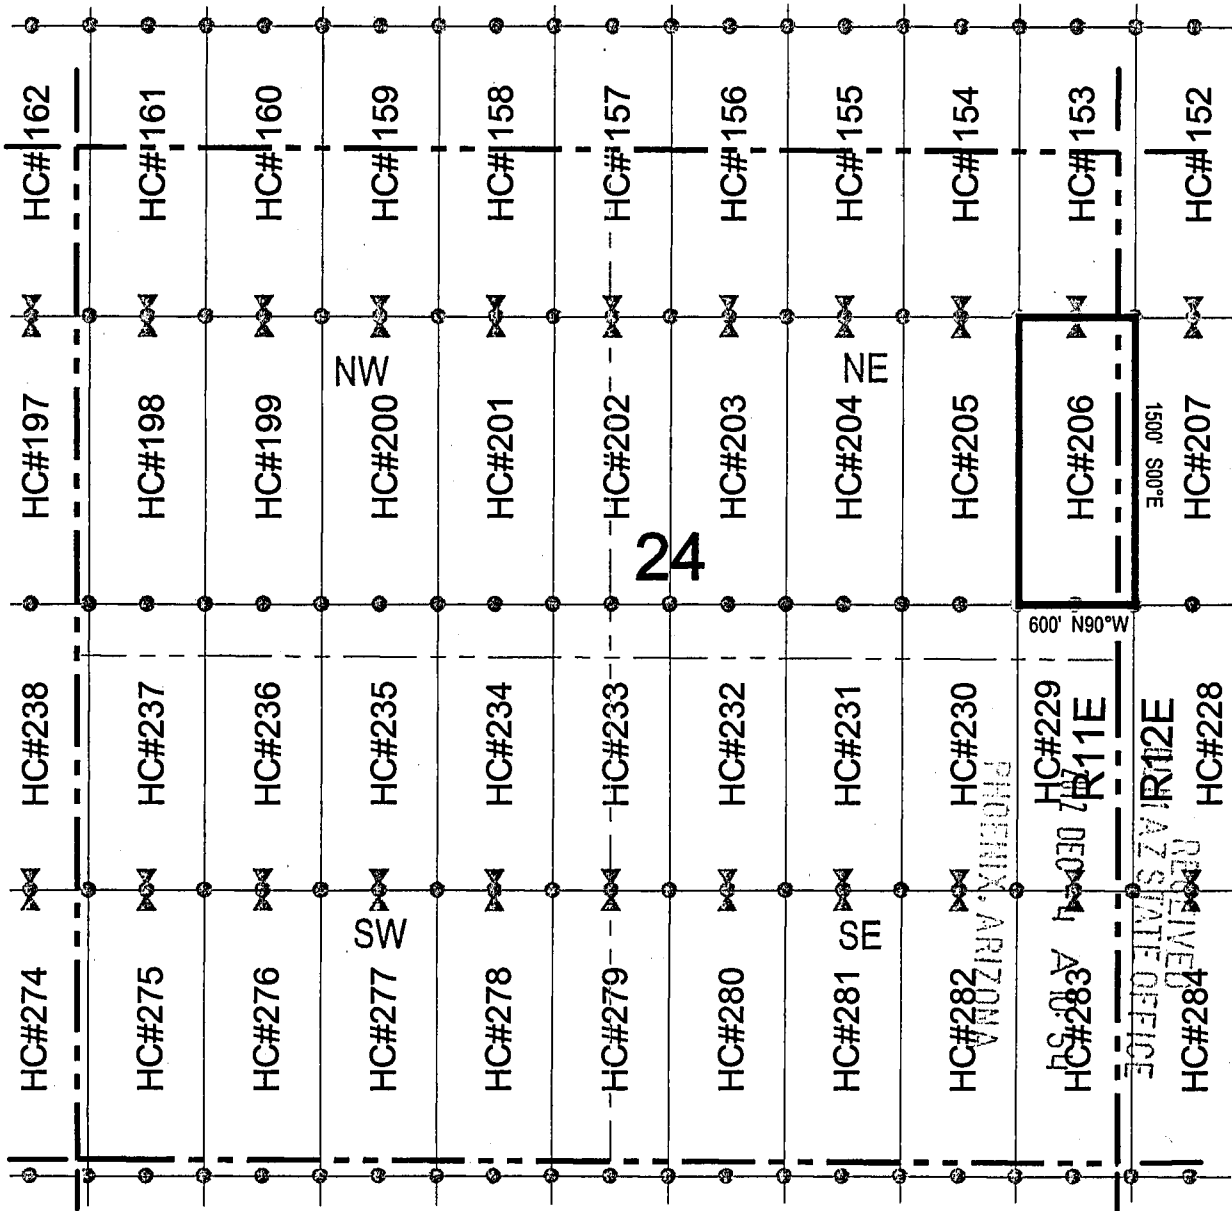 HC# 162
HC# 161
HC# 160
HC# 159
HC# 158
HC# 157
HC# 156
HC# 155
HC# 154
HC# 153
HC# 152
NW
NE
HC#197
HC#198
HC#199
HC#200
HC#201
HC#202
HC#203
HC#204
HC#205
HC#206
1500' S00°E
HC#207
24
600' N90°W
HC#238
HC#237
HC#236
HC#235
HC#234
HC#233
HC#232
HC#231
HC#230
HC#229
R11E
R12E
HC#228
RECEIVED
AZ STATE OFFICE
DEC
A 10: 54
PHOENIX, ARIZONA
SW
SE
HC#274
HC#275
HC#276
HC#277
HC#278
HC#279
HC#280
HC#281
HC#282
HC#283
HC#284